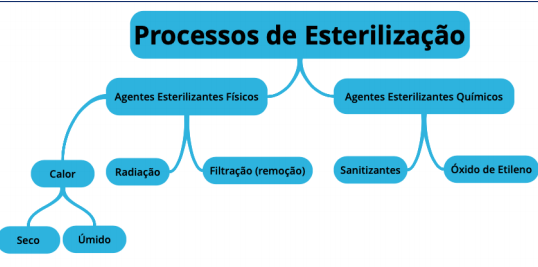 Processos de Esterilização
Agentes Esterilizantes Físicos
Agentes Esterilizantes Químicos
Calor
Radiação
Filtração (remoção)
Sanitizantes
Óxido de Etileno
Seco
Úmido